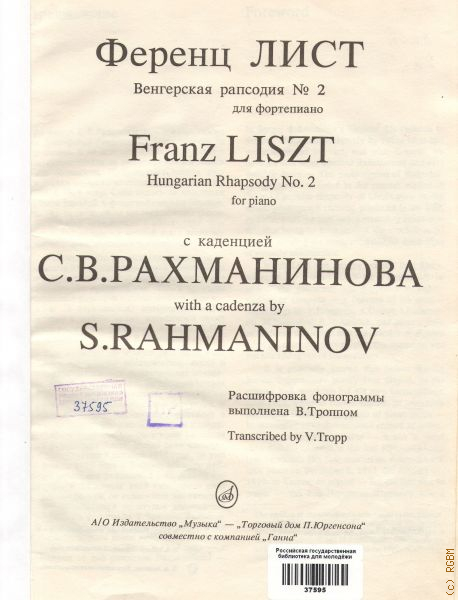 Ференц ЛИСТ
Венгерская рапсодия № 2
для фортепиано
Franz LISZT
Hungarian Rhapsody No. 2
for piano
с каденцией
С.В.РАХМАНИНОВА
with a cadenza by
S.RAHMANINOV
Расшифровка фонограммы
выполнена В.Троппом
Transcribed by V.Tropp
37595
А/О Издательство „Музыка“ — „Торговый дом П.Юргенсона“
совместно с компанией „Ганна“
Российская государственная
библиотека для молодёжи
37595
(c) RGBM